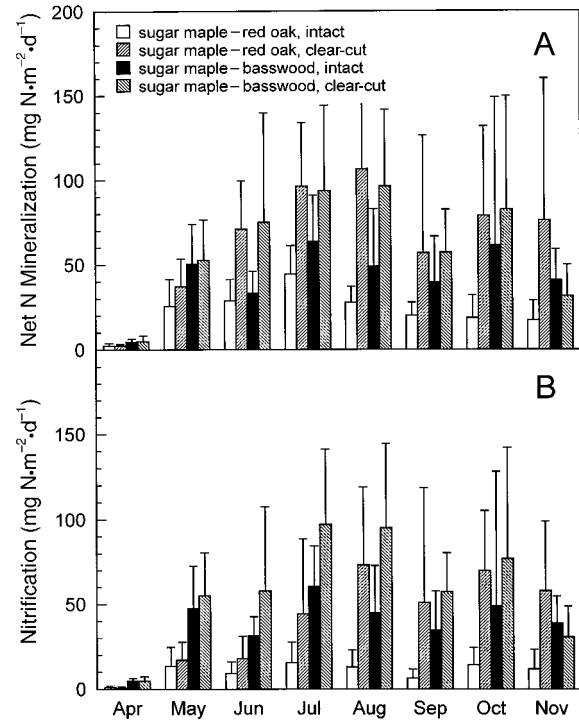 200
150
100
50
0
Net N Mineralization (mg N•m⁻²•d⁻¹)
sugar maple–red oak, intact
sugar maple–red oak, clear-cut
sugar maple–basswood, intact
sugar maple–basswood, clear-cut
A
150
100
50
0
Nitrification (mg N•m⁻²•d⁻¹)
B
Apr May Jun Jul Aug Sep Oct Nov